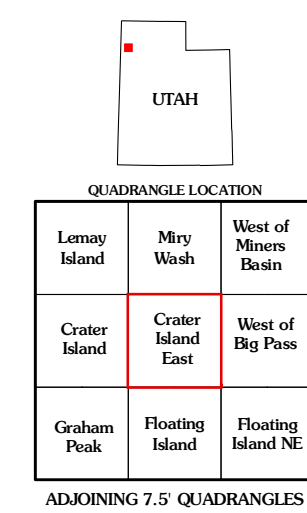 UTAH
QUADRANGLE LOCATION
Lemay
Island
Miry
Wash
West of
Miners
Basin
Crater
Island
Crater
Island
East
West of
Big Pass
Graham
Peak
Floating
Island
Floating
Island NE
ADJOINING 7.5' QUADRANGLES